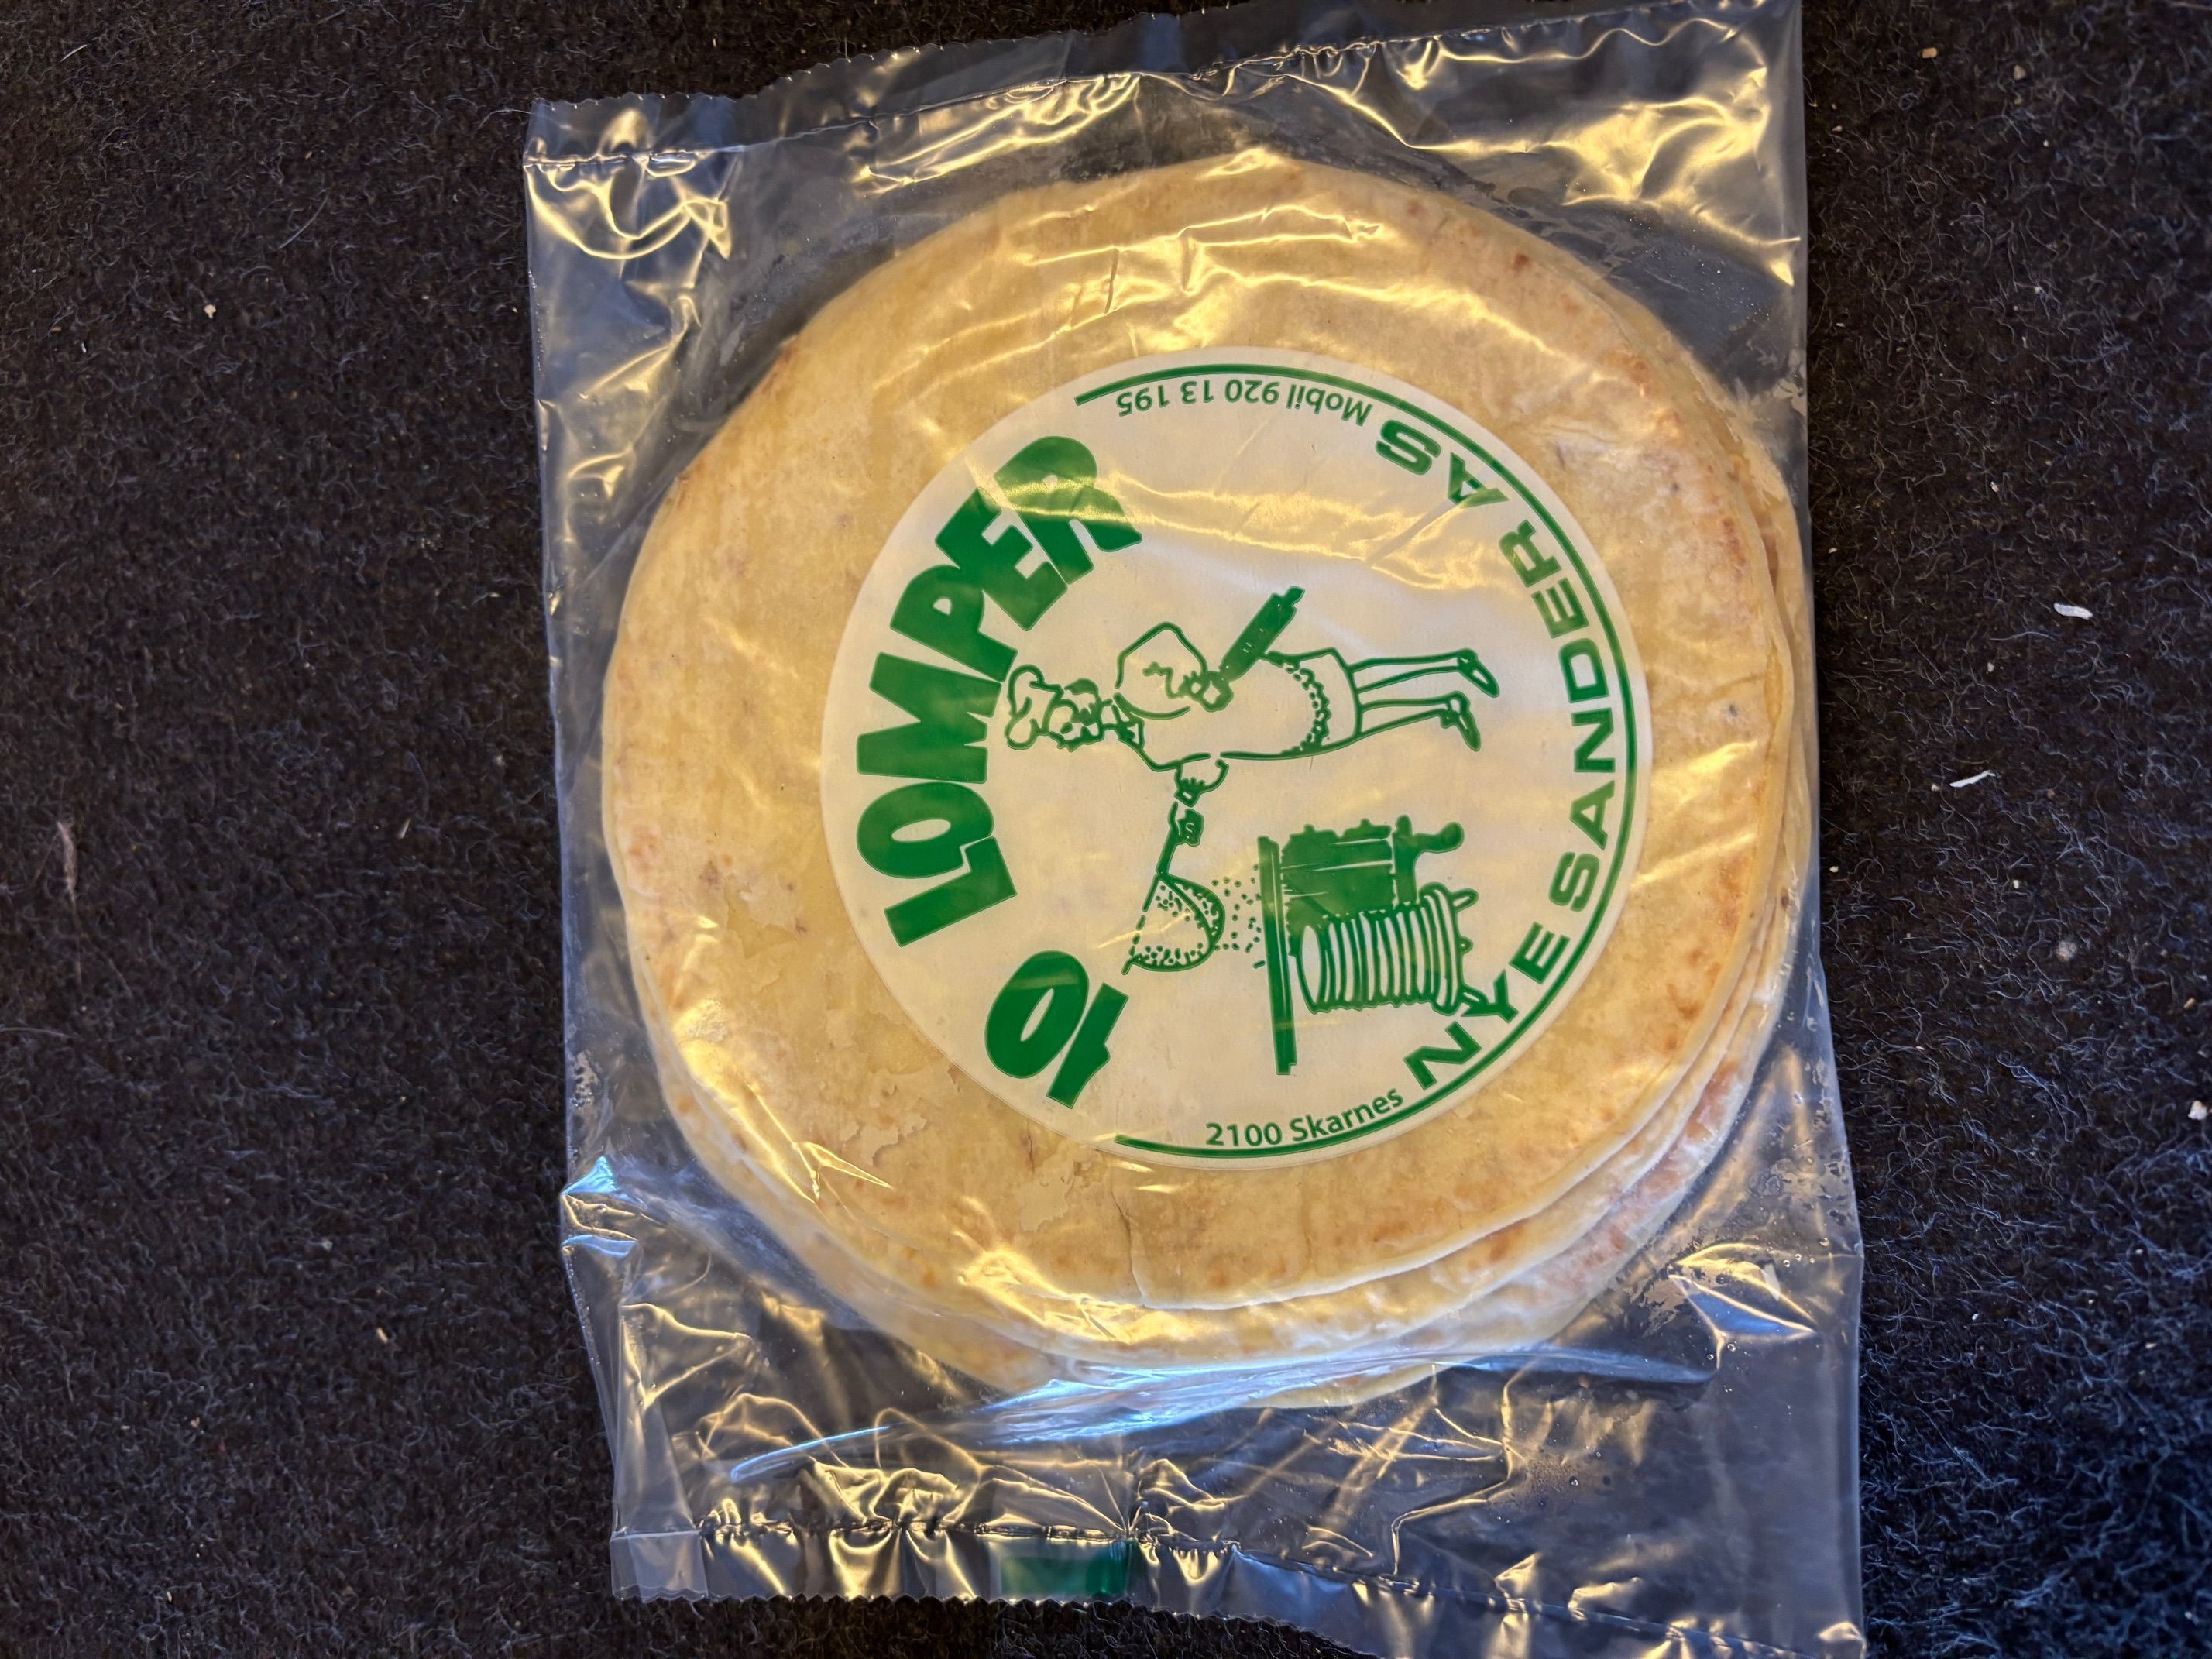 10 LOMPER
2100 Skarnes NYE SANDER AS Mobil 920 13 195